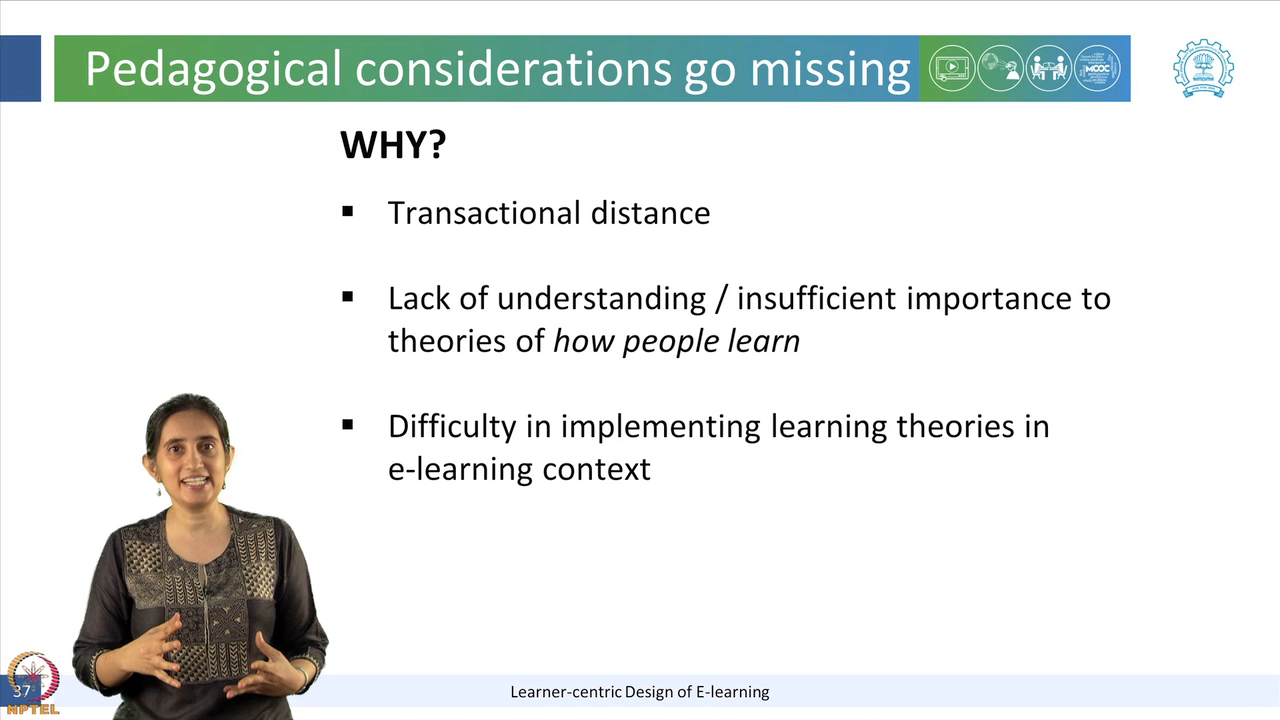 Pedagogical considerations go missing
MOOC
WHY?
▪ Transactional distance
▪ Lack of understanding / insufficient importance to
theories of how people learn
▪ Difficulty in implementing learning theories in
e-learning context
37
NPTEL
Learner-centric Design of E-learning